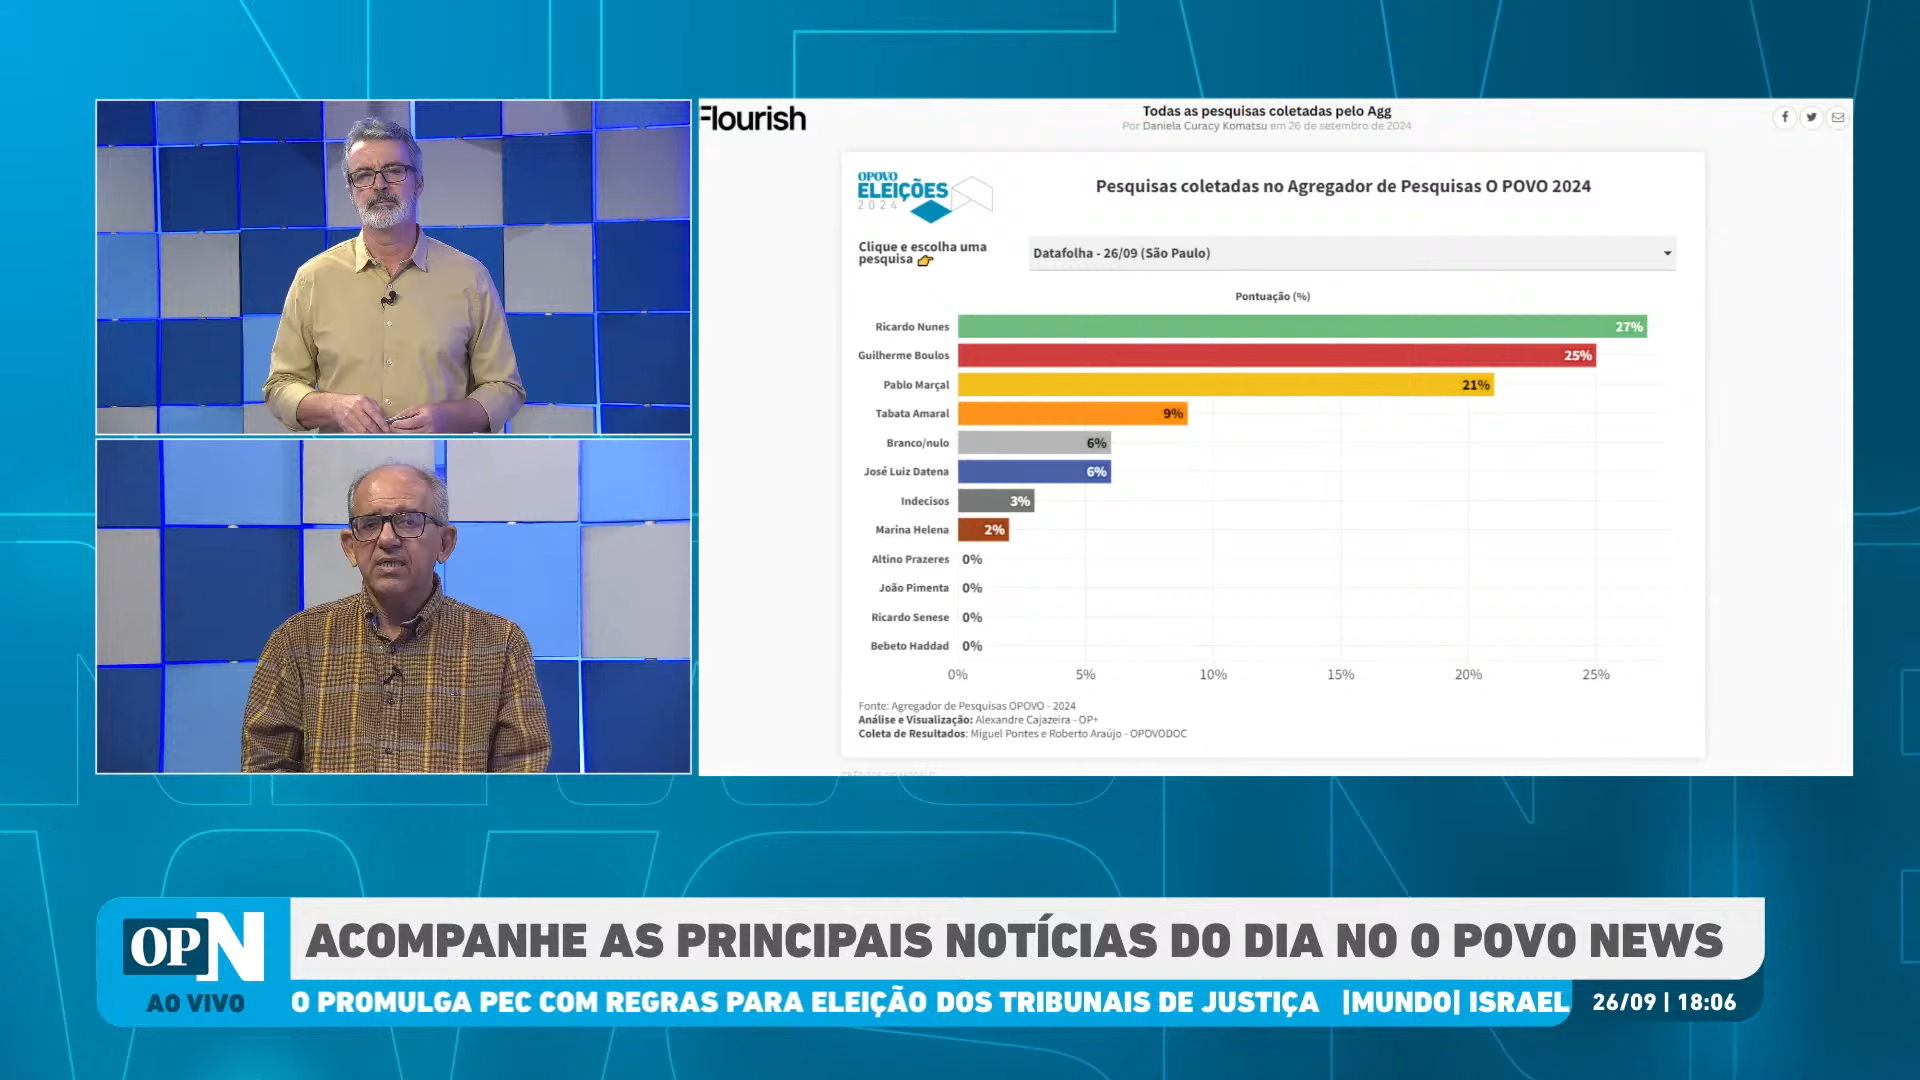 Flourish
Todas as pesquisas coletadas pelo Agg
Por Daniela Curacy Komatsu em 26 de setembro de 2024
OPOVO
ELEIÇÕES
2024
Pesquisas coletadas no Agregador de Pesquisas O POVO 2024
Clique e escolha uma
pesquisa 👉
Datafolha - 26/09 (São Paulo)
Pontuação (%)
Ricardo Nunes 27%
Guilherme Boulos 25%
Pablo Marçal 21%
Tabata Amaral 9%
Branco/nulo 6%
José Luiz Datena 6%
Indecisos 3%
Marina Helena 2%
Altino Prazeres 0%
João Pimenta 0%
Ricardo Senese 0%
Bebeto Haddad 0%
0% 5% 10% 15% 20% 25%
Fonte: Agregador de Pesquisas OPOVO - 2024
Análise e Visualização: Alexandre Cajazeira - OP+
Coleta de Resultados: Miguel Pontes e Roberto Araújo - OPOVODOC
OPN
AO VIVO
ACOMPANHE AS PRINCIPAIS NOTÍCIAS DO DIA NO O POVO NEWS
O PROMULGA PEC COM REGRAS PARA ELEIÇÃO DOS TRIBUNAIS DE JUSTIÇA |MUNDO| ISRAEL
26/09 | 18:06